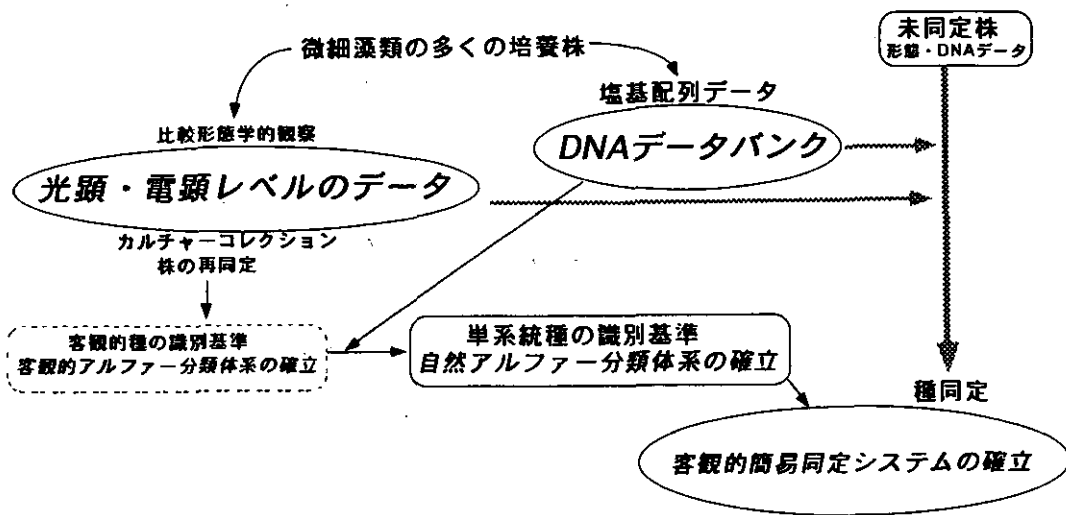 微細藻類の多くの培養株
未同定株
形態・DNAデータ
塩基配列データ
DNAデータバンク
比較形態学的観察
光顕・電顕レベルのデータ
カルチャーコレクション
株の再同定
客観的種の識別基準
客観的アルファー分類体系の確立
単系統種の識別基準
自然アルファー分類体系の確立
種同定
客観的簡易同定システムの確立